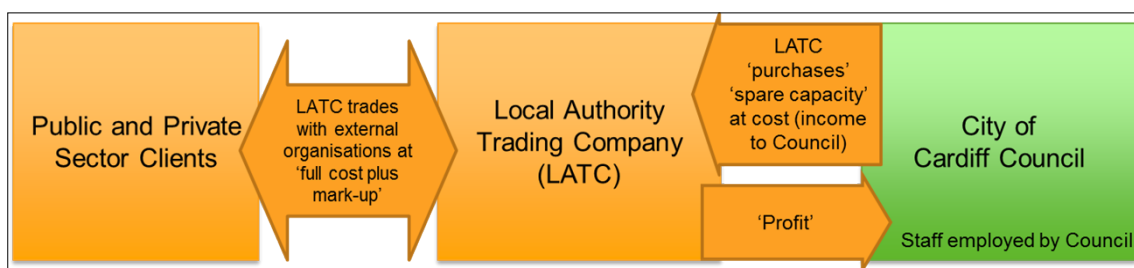 Public and Private
Sector Clients
LATC trades
with external
organisations at
‘full cost plus
mark-up’
Local Authority
Trading Company
(LATC)
LATC
‘purchases’
‘spare capacity’
at cost (income
to Council)
‘Profit’
City of
Cardiff Council
Staff employed by Council